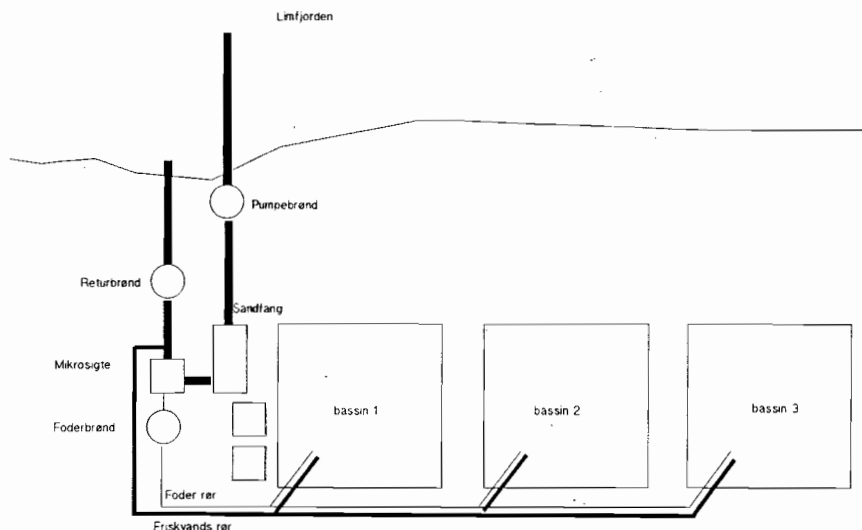 Limfjorden
Pumpebrønd
Returbrønd
Sandfang
Mikrosigte
bassin 1
bassin 2
bassin 3
Foderbrønd
Foder rør
Friskvands rør